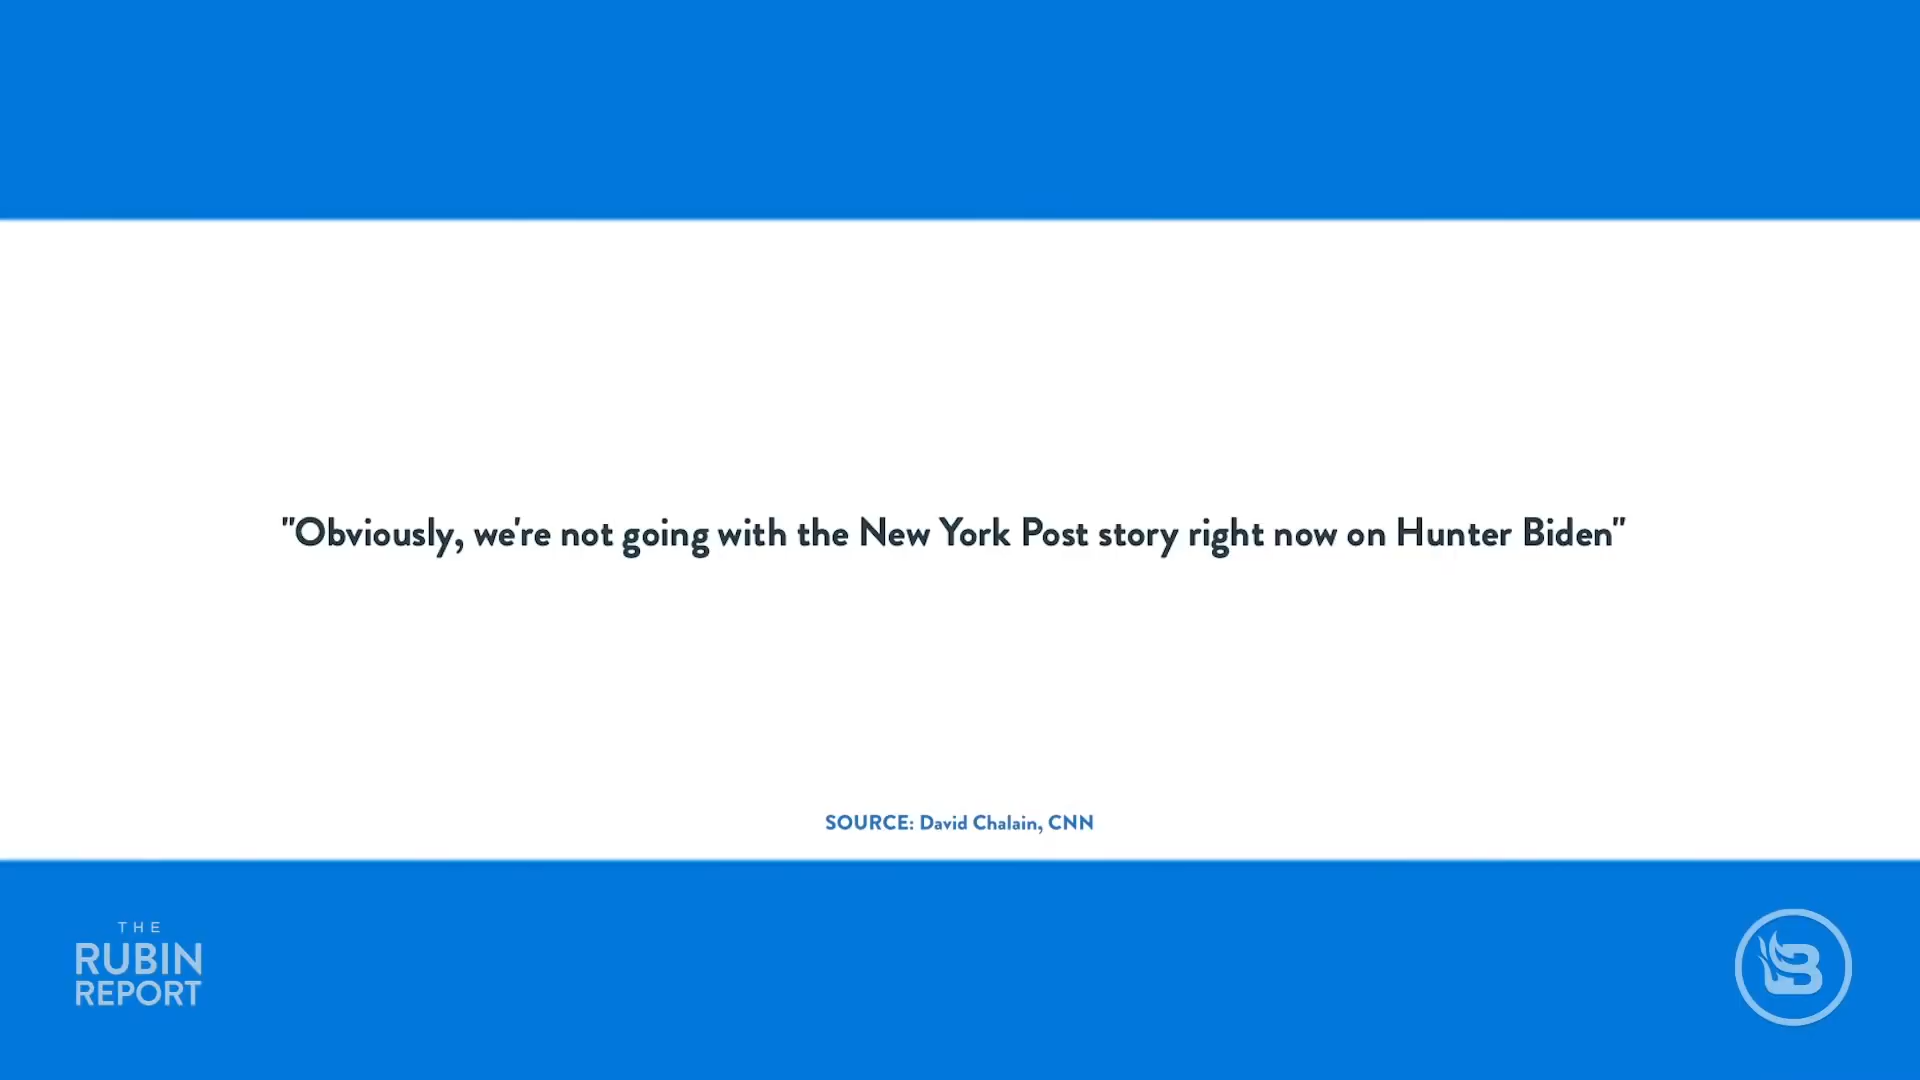 "Obviously, we're not going with the New York Post story right now on Hunter Biden"
SOURCE: David Chalain, CNN
THE
RUBIN
REPORT
B